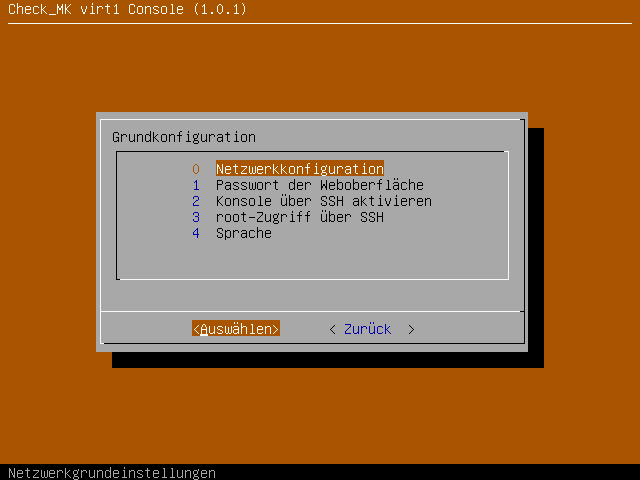 Check_MK virt1 Console (1.0.1)
Grundkonfiguration
0 Netzwerkkonfiguration
1 Passwort der Weboberfläche
2 Konsole über SSH aktivieren
3 root-Zugriff über SSH
4 Sprache
<Auswählen> < Zurück >
Netzwerkgrundeinstellungen